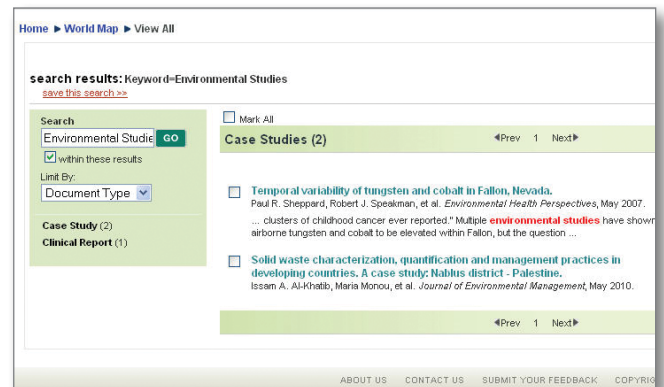 Home ▶ World Map ▶ View All
search results: Keyword=Environmental Studies
save this search >>
Search
Environmental Studie GO
within these results
Limit By:
Document Type
Case Study (2)
Clinical Report (1)
Mark All
Case Studies (2) ◀Prev 1 Next▶
Temporal variability of tungsten and cobalt in Fallon, Nevada.
Paul R. Sheppard, Robert J. Speakman, et al. Environmental Health Perspectives, May 2007.
... clusters of childhood cancer ever reported." Multiple environmental studies have shown
airborne tungsten and cobalt to be elevated within Fallon, but the question ...
Solid waste characterization, quantification and management practices in
developing countries. A case study: Nablus district - Palestine.
Issam A. Al-Khatib, Maria Monou, et al. Journal of Environmental Management, May 2010.
◀Prev 1 Next▶
ABOUT US CONTACT US SUBMIT YOUR FEEDBACK COPYRIG